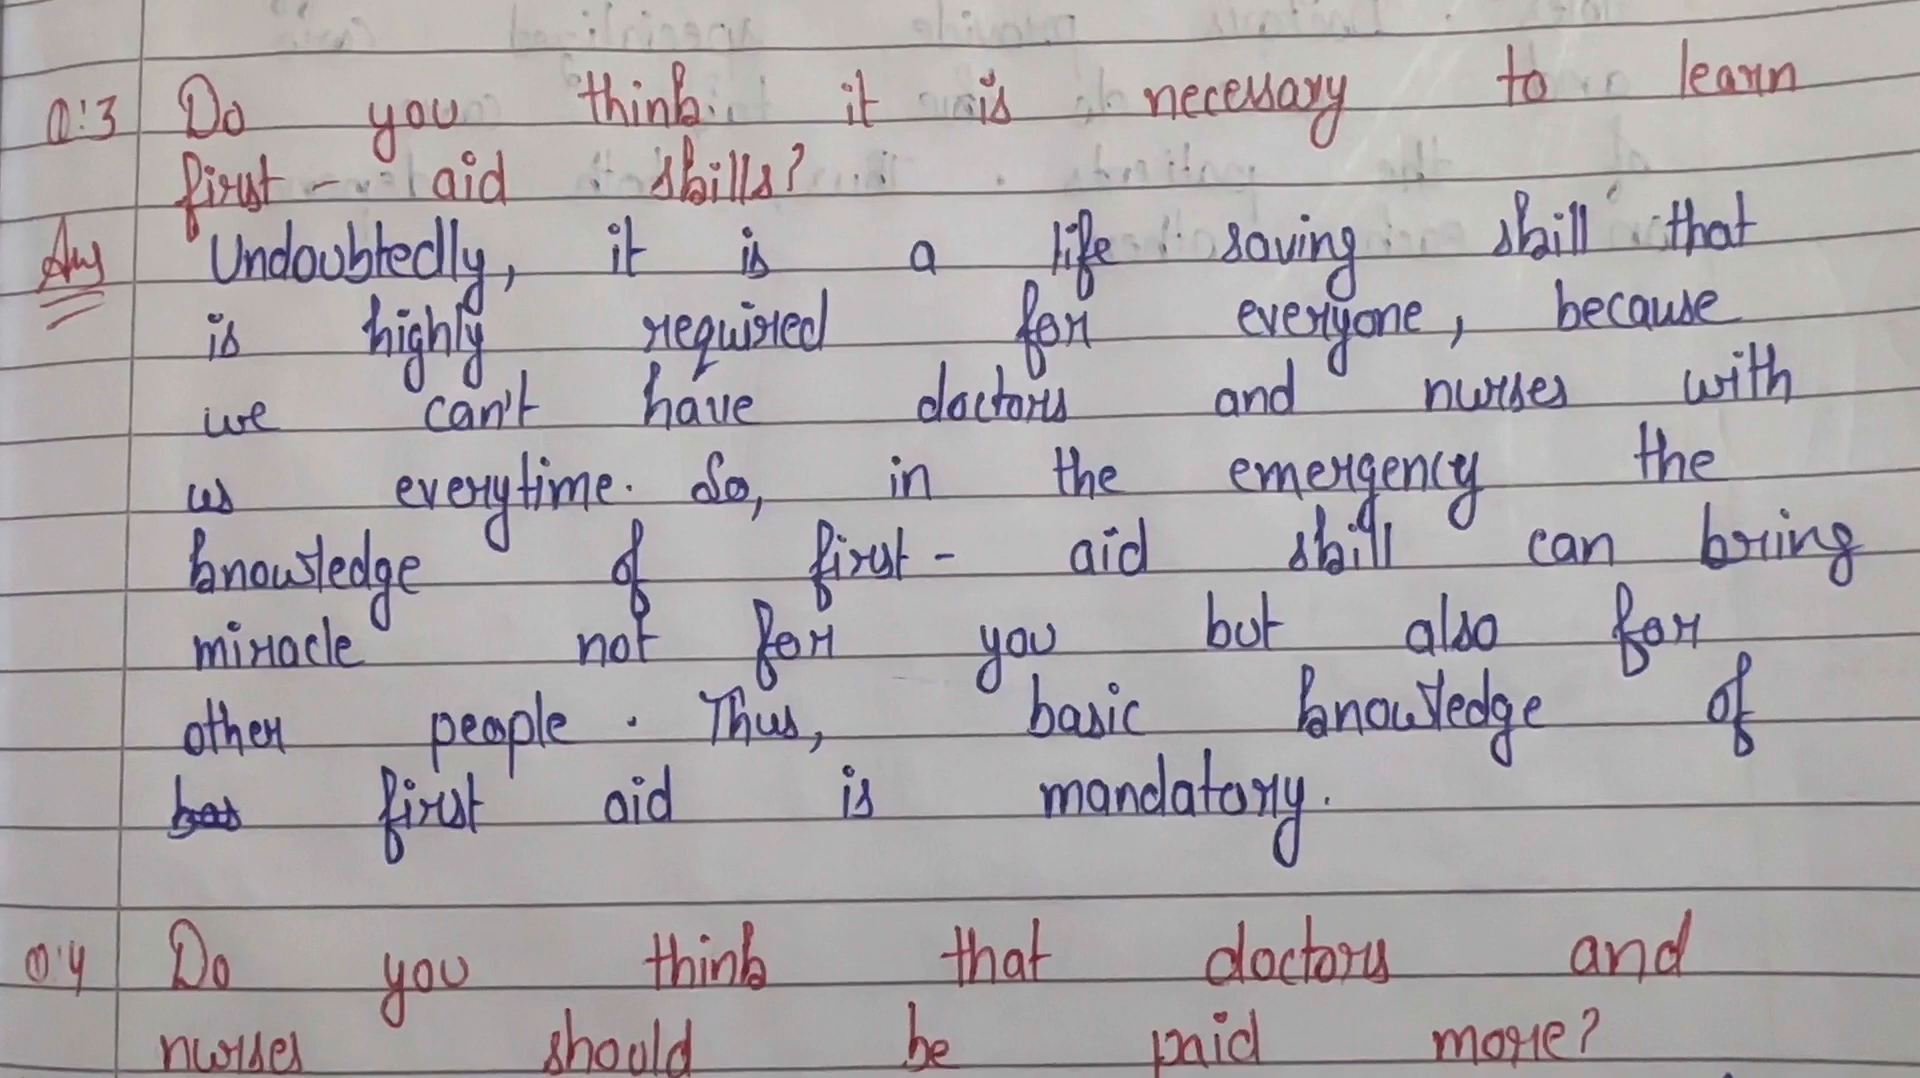 Q:3 Do you think it is necessary to learn
first - aid skills?
Ans Undoubtedly, it is a life saving skill that
is highly required for everyone, because
we can't have doctors and nurses with
us everytime. So, in the emergency the
knowledge of first - aid skill can bring
miracle not for you but also for
other people. Thus, basic knowledge of
first aid is mandatory.
Q:4 Do you think that doctors and
nurses should be paid more?